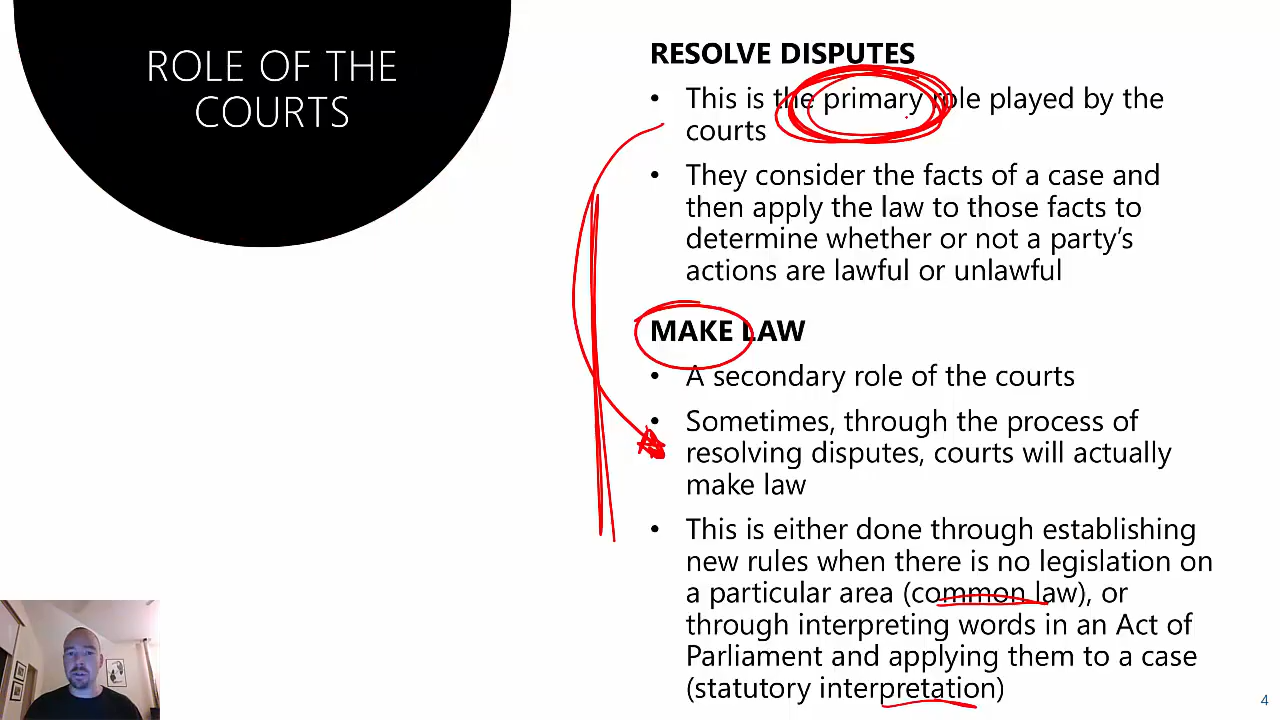 ROLE OF THE
COURTS
RESOLVE DISPUTES
• This is the primary role played by the
courts
• They consider the facts of a case and
then apply the law to those facts to
determine whether or not a party’s
actions are lawful or unlawful
MAKE LAW
• A secondary role of the courts
• Sometimes, through the process of
resolving disputes, courts will actually
make law
• This is either done through establishing
new rules when there is no legislation on
a particular area (common law), or
through interpreting words in an Act of
Parliament and applying them to a case
(statutory interpretation)
4